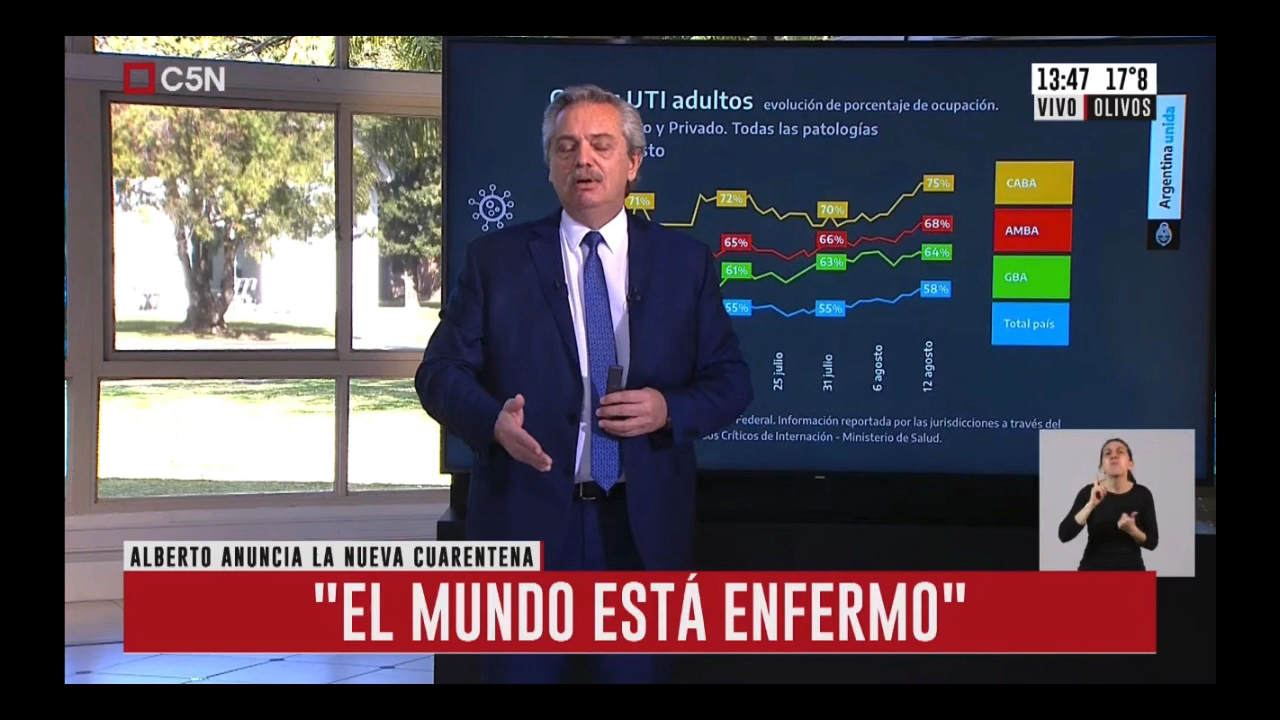 C5N
13:47 17°8
VIVO OLIVOS
UTI adultos evolución de porcentaje de ocupación.
y Privado. Todas las patologías
Argentina unida
71%
72%
70%
75%
65%
66%
68%
61%
63%
64%
55%
55%
58%
CABA
AMBA
GBA
Total país
25 julio
31 julio
6 agosto
12 agosto
Federal. Información reportada por las jurisdicciones a través del
Críticos de Internación - Ministerio de Salud.
ALBERTO ANUNCIA LA NUEVA CUARENTENA
"EL MUNDO ESTÁ ENFERMO"